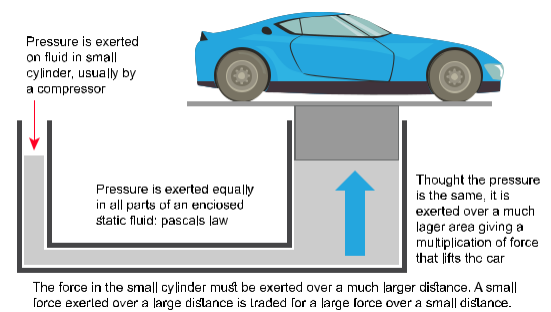 Pressure is exerted
on fluid in small
cylinder, usually by
a compressor
Pressure is exerted equally
in all parts of an enclosed
static fluid: pascals law
Thought the pressure
is the same, it is
exerted over a much
lager area giving a
multiplication of force
that lifts the car
The force in the small cylinder must be exerted over a much larger distance. A small
force exerted over a large distance is traded for a large force over a small distance.